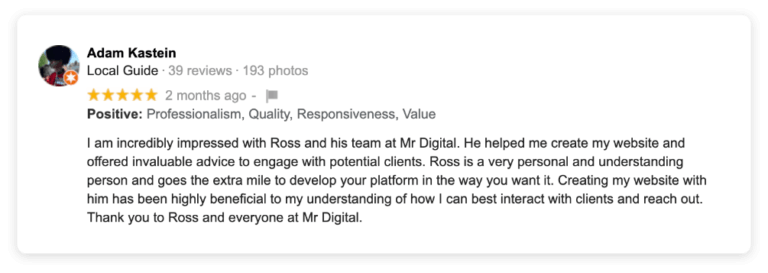 Adam Kastein
Local Guide · 39 reviews · 193 photos
2 months ago -
Positive: Professionalism, Quality, Responsiveness, Value
I am incredibly impressed with Ross and his team at Mr Digital. He helped me create my website and
offered invaluable advice to engage with potential clients. Ross is a very personal and understanding
person and goes the extra mile to develop your platform in the way you want it. Creating my website with
him has been highly beneficial to my understanding of how I can best interact with clients and reach out.
Thank you to Ross and everyone at Mr Digital.